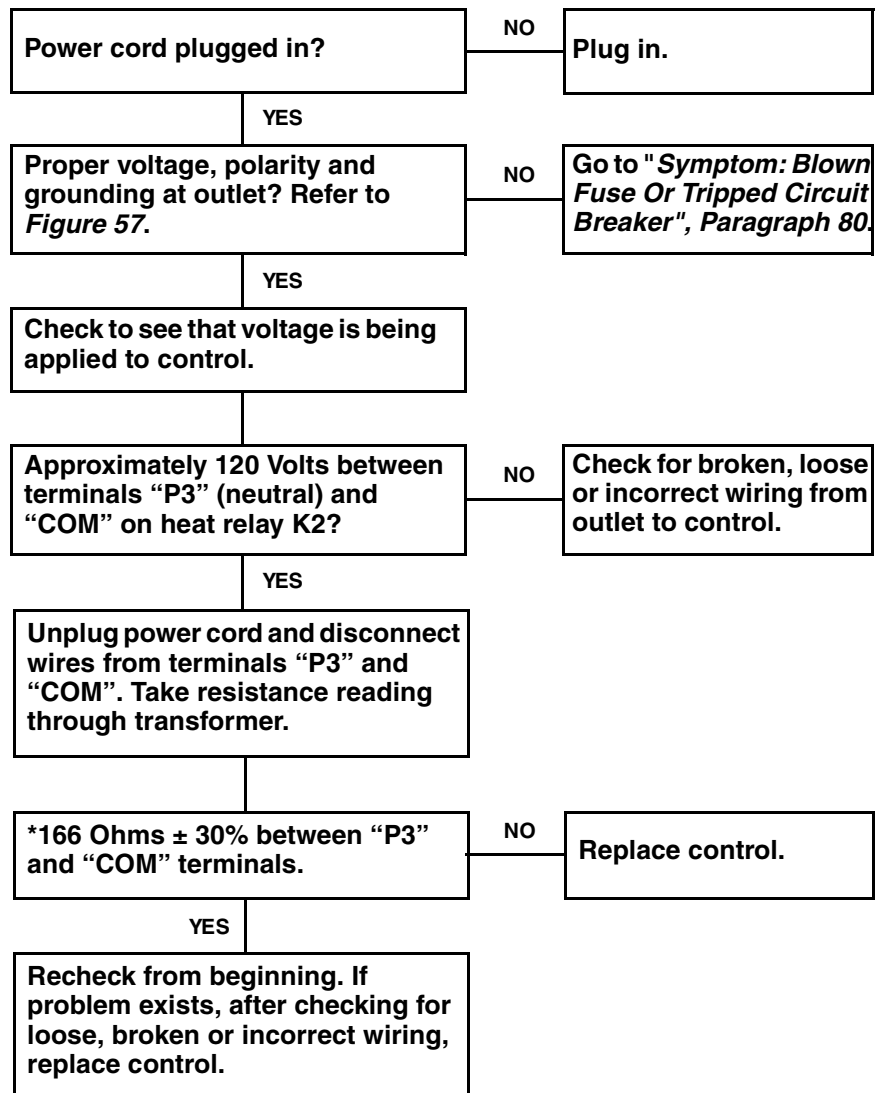 Power cord plugged in?
NO
Plug in.
YES
Proper voltage, polarity and
grounding at outlet? Refer to
Figure 57.
NO
Go to "Symptom: Blown
Fuse Or Tripped Circuit
Breaker", Paragraph 80.
YES
Check to see that voltage is being
applied to control.
Approximately 120 Volts between
terminals “P3” (neutral) and
“COM” on heat relay K2?
NO
Check for broken, loose
or incorrect wiring from
outlet to control.
YES
Unplug power cord and disconnect
wires from terminals “P3” and
“COM”. Take resistance reading
through transformer.
*166 Ohms ± 30% between “P3”
and “COM” terminals.
NO
Replace control.
YES
Recheck from beginning. If
problem exists, after checking for
loose, broken or incorrect wiring,
replace control.